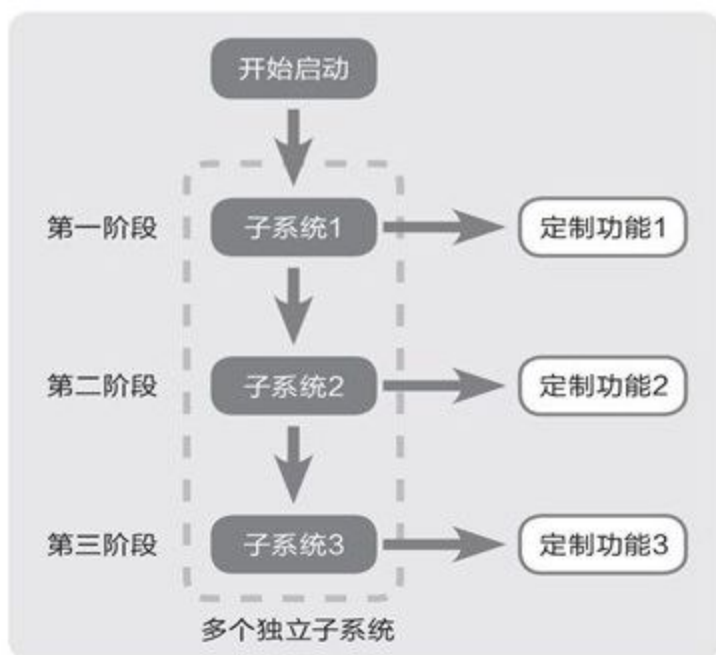 开始启动
第一阶段 子系统1 定制功能1
第二阶段 子系统2 定制功能2
第三阶段 子系统3 定制功能3
多个独立子系统